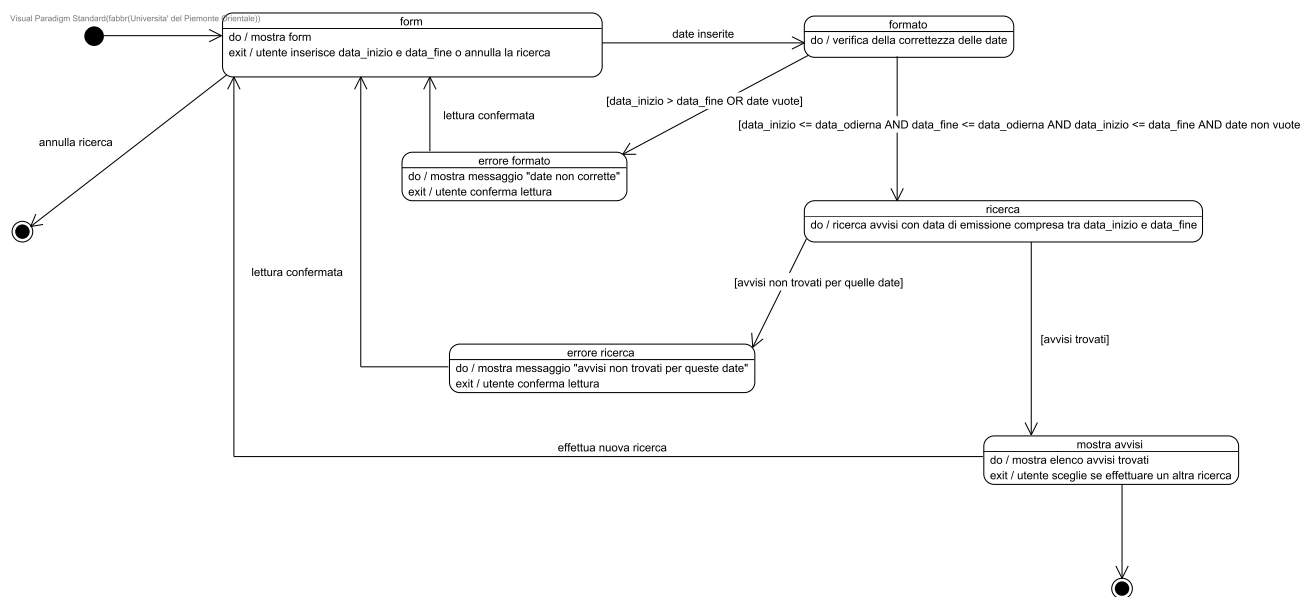 Visual Paradigm Standard(fabbr(Universita' del Piemonte Orientale))
form
do / mostra form
exit / utente inserisce data_inizio e data_fine o annulla la ricerca
date inserite
formato
do / verifica della correttezza delle date
[data_inizio > data_fine OR date vuote]
lettura confermata
[data_inizio <= data_odierna AND data_fine <= data_odierna AND data_inizio <= data_fine AND date non vuote
annulla ricerca
errore formato
do / mostra messaggio "date non corrette"
exit / utente conferma lettura
ricerca
do / ricerca avvisi con data di emissione compresa tra data_inizio e data_fine
lettura confermata
[avvisi non trovati per quelle date]
[avvisi trovati]
errore ricerca
do / mostra messaggio "avvisi non trovati per queste date"
exit / utente conferma lettura
effettua nuova ricerca
mostra avvisi
do / mostra elenco avvisi trovati
exit / utente sceglie se effettuare un altra ricerca